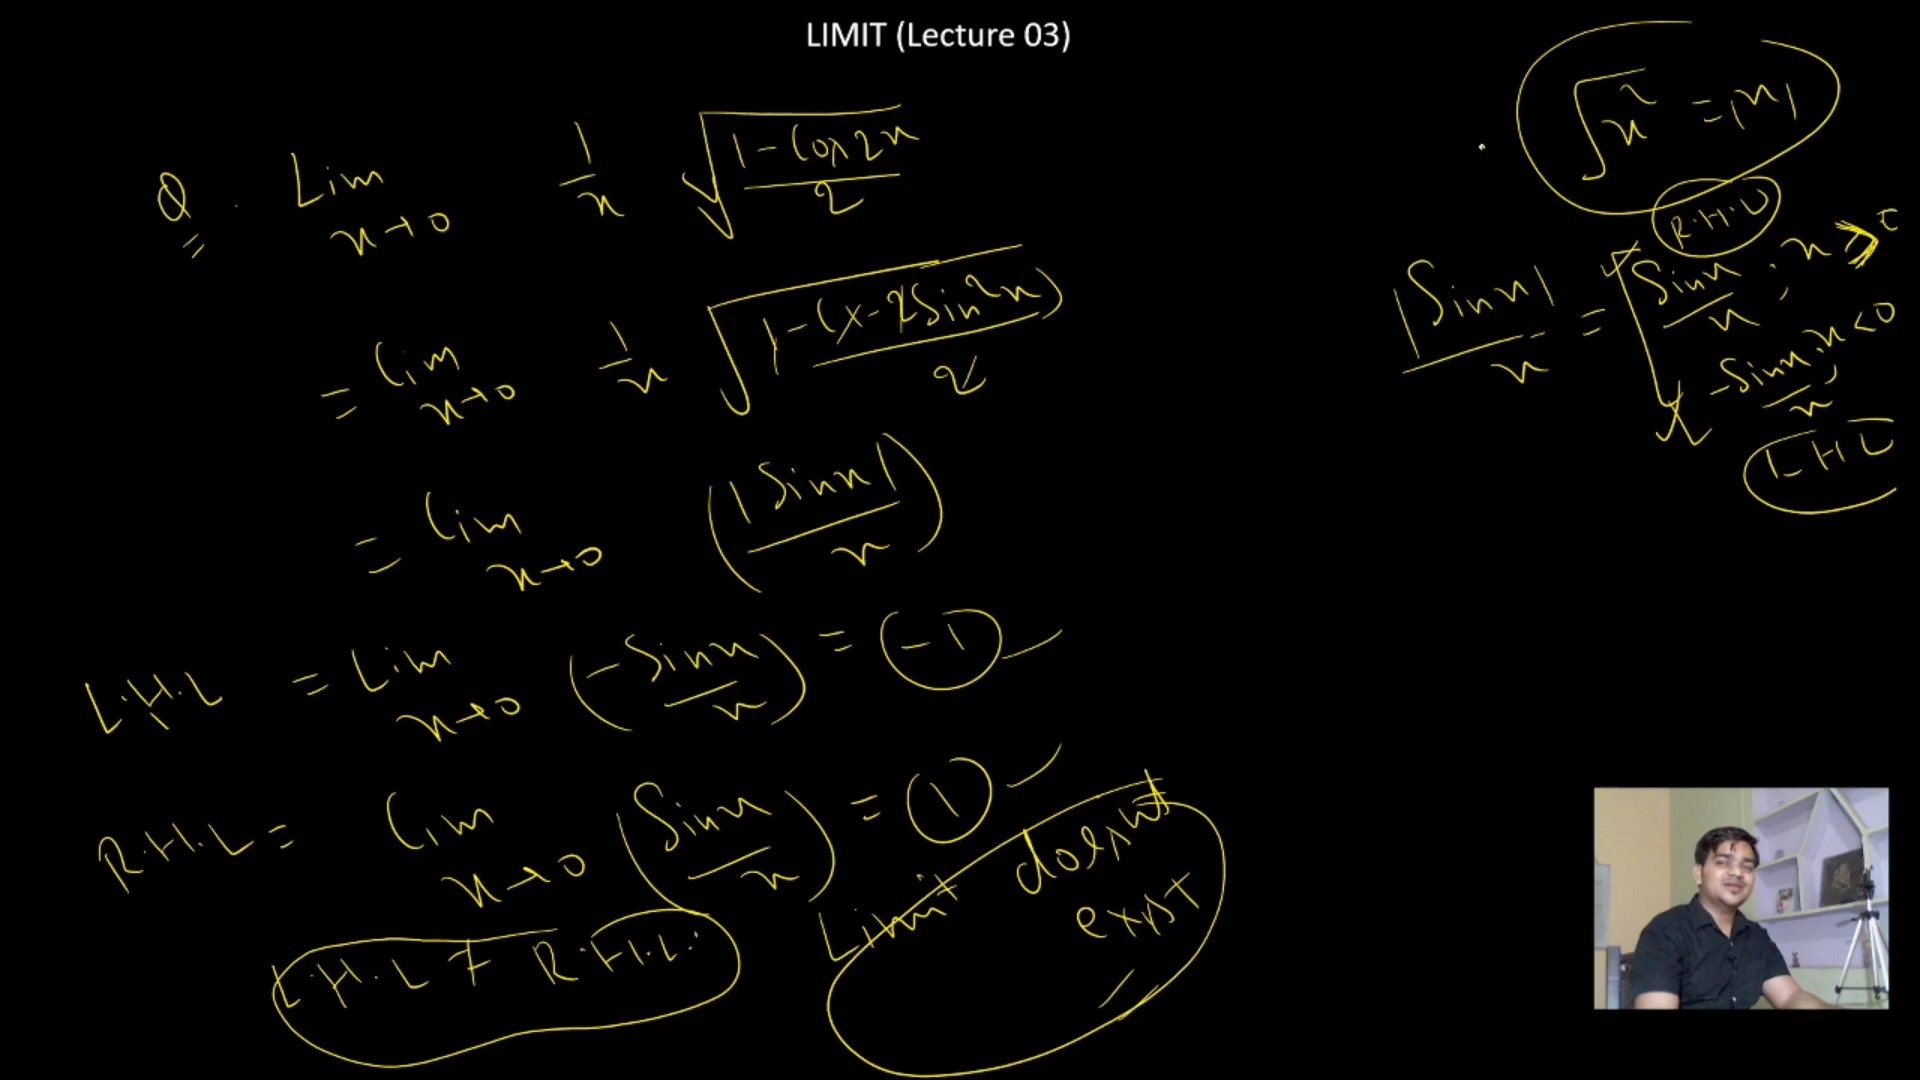 LIMIT (Lecture 03)
Q. Lim x→0 1/x √((1-Cos2x)/2)
= Lim x→0 1/x √((1-(1-2Sin²x))/2)
= Lim x→0 (|Sinx|/x)
L.H.L = Lim x→0 (-Sinx/x) = -1
R.H.L = Lim x→0 (Sinx/x) = 1
L.H.L ≠ R.H.L.
Limit doesn't exist
√x² = |x|
R.H.L
|Sinx|/x = Sinx/x, x>0
-Sinx/x, x<0
L H L